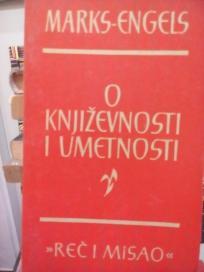 MARKS-ENGELS
O
KNJIŽEVNOSTI
I UMETNOSTI
»REČ I MISAO«